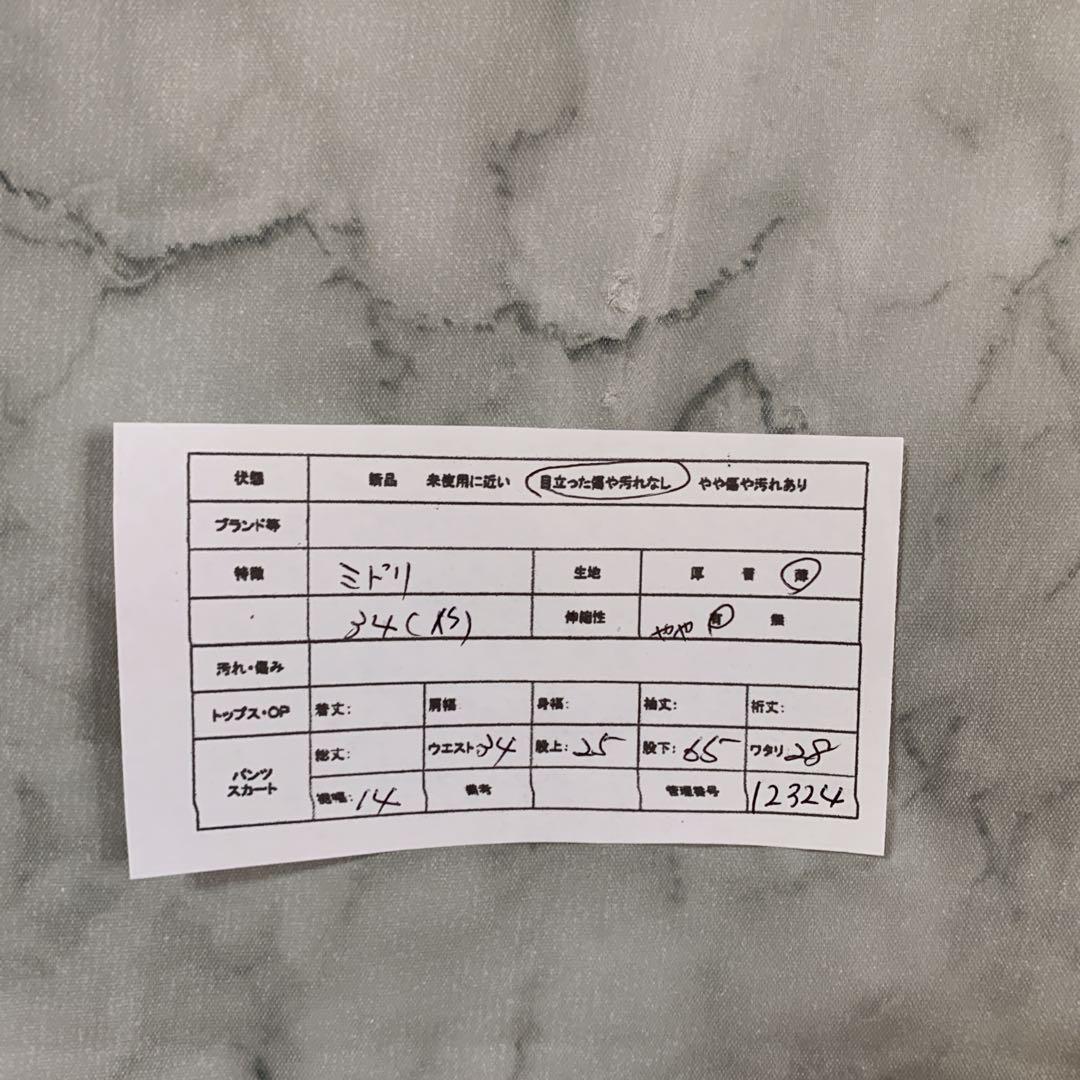 状態 新品 未使用に近い 目立った傷や汚れなし やや傷や汚れあり
ブランド等
特徴 ミドリ 生地 厚 普 薄
34(XS) 伸縮性 やや 有 無
汚れ・傷み
トップス・OP 着丈: 肩幅 身幅: 袖丈: 裄丈:
パンツ スカート
総丈: ウエスト:34 股上:25 股下:65 ワタリ:28
裾幅:14 備考 管理番号 12324